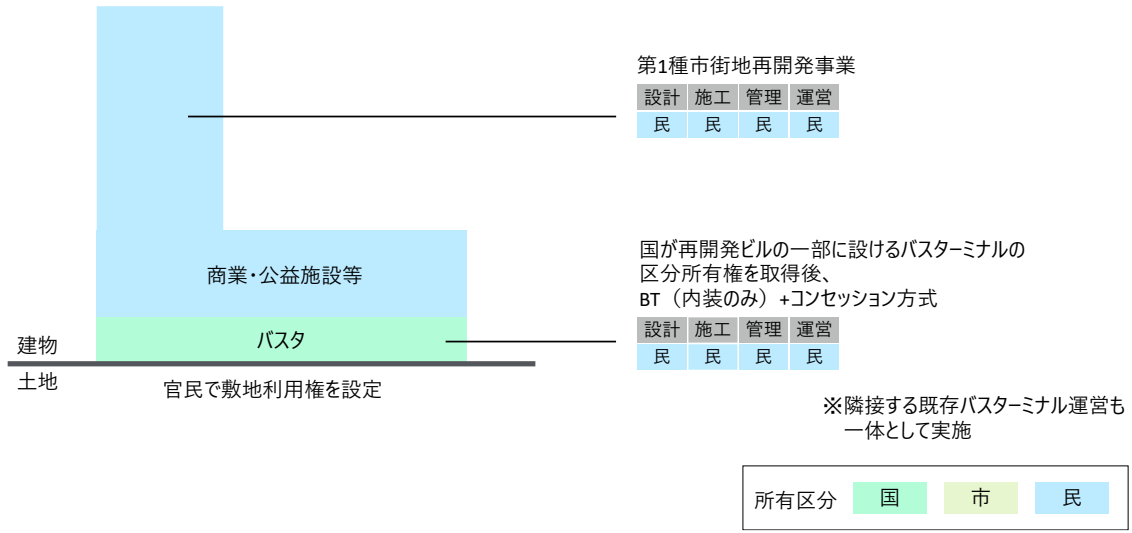 第1種市街地再開発事業
設計 施工 管理 運営
民 民 民 民
国が再開発ビルの一部に設けるバスターミナルの
区分所有権を取得後、
BT（内装のみ）+コンセッション方式
設計 施工 管理 運営
民 民 民 民
商業・公益施設等
バスタ
建物
土地
官民で敷地利用権を設定
※隣接する既存バスターミナル運営も
一体として実施
所有区分 国 市 民